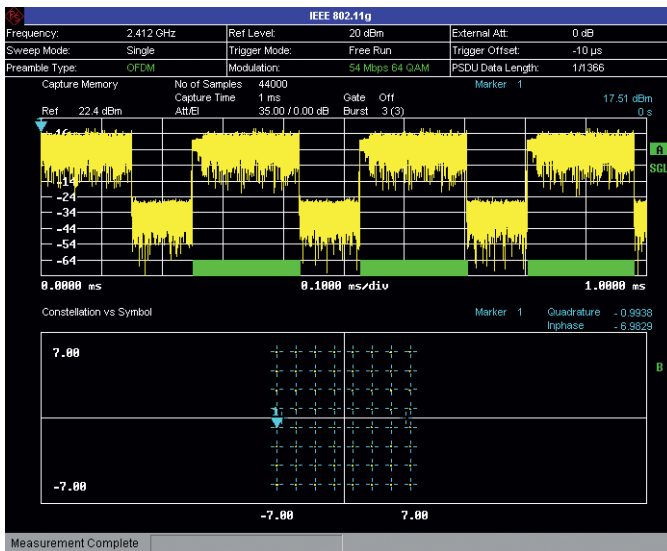 IEEE 802.11g
Frequency: 2.412 GHz Ref Level: 20 dBm External Att: 0 dB
Sweep Mode: Single Trigger Mode: Free Run Trigger Offset: -10 µs
Preamble Type: OFDM Modulation: 54 Mbps 64 QAM PSDU Data Length: 1/1366
Capture Memory No of Samples 44000 Marker 1
Capture Time 1 ms Gate Off 17.51 dBm
Ref 22.4 dBm Att/El 35.00 / 0.00 dB Burst 3 (3) 0 s
16
A
SGL
-14
-24
-34
-44
-54
-64
0.0000 ms 0.1000 ms/div 1.0000 ms
Constellation vs Symbol Marker 1 Quadrature - 0.9938
Inphase - 6.9829
7.00
B
1
-7.00
-7.00 7.00
Measurement Complete